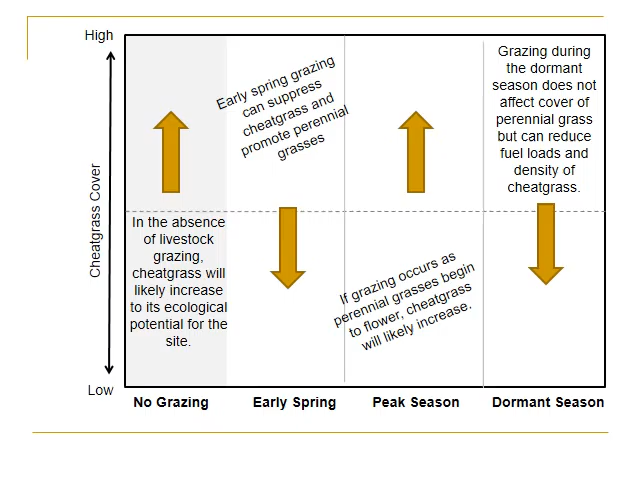 High
Cheatgrass Cover
Low
In the absence
of livestock
grazing,
cheatgrass will
likely increase
to its ecological
potential for the
site.
Early spring grazing
can suppress
cheatgrass and
promote perennial
grasses
If grazing occurs as
perennial grasses begin
to flower, cheatgrass
will likely increase.
Grazing during
the dormant
season does not
affect cover of
perennial grass
but can reduce
fuel loads and
density of
cheatgrass.
No Grazing
Early Spring
Peak Season
Dormant Season